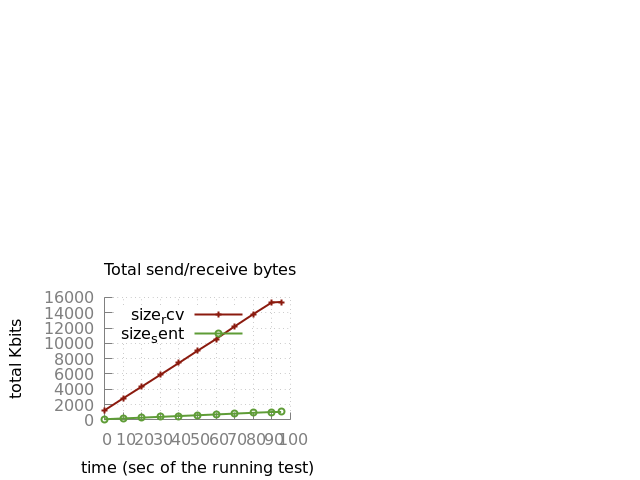 Total send/receive bytes
16000
14000
12000
10000
8000
6000
4000
2000
0
total Kbits
size_rcv
size_sent
0 10 20 30 40 50 60 70 80 90 100
time (sec of the running test)